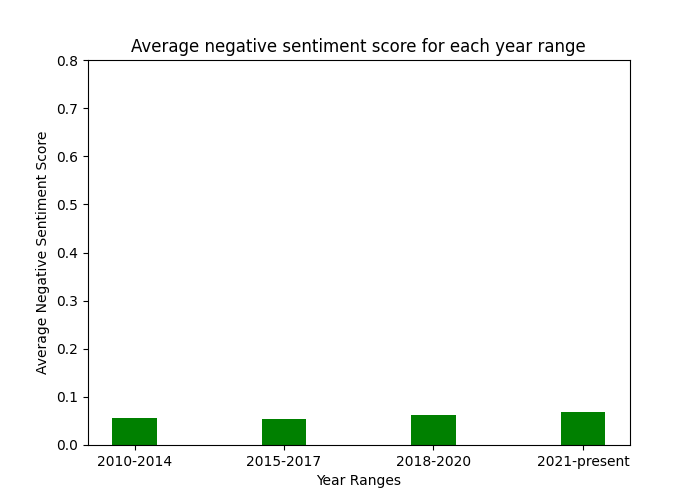 Average negative sentiment score for each year range
Average Negative Sentiment Score
0.8
0.7
0.6
0.5
0.4
0.3
0.2
0.1
0.0
2010-2014 2015-2017 2018-2020 2021-present
Year Ranges